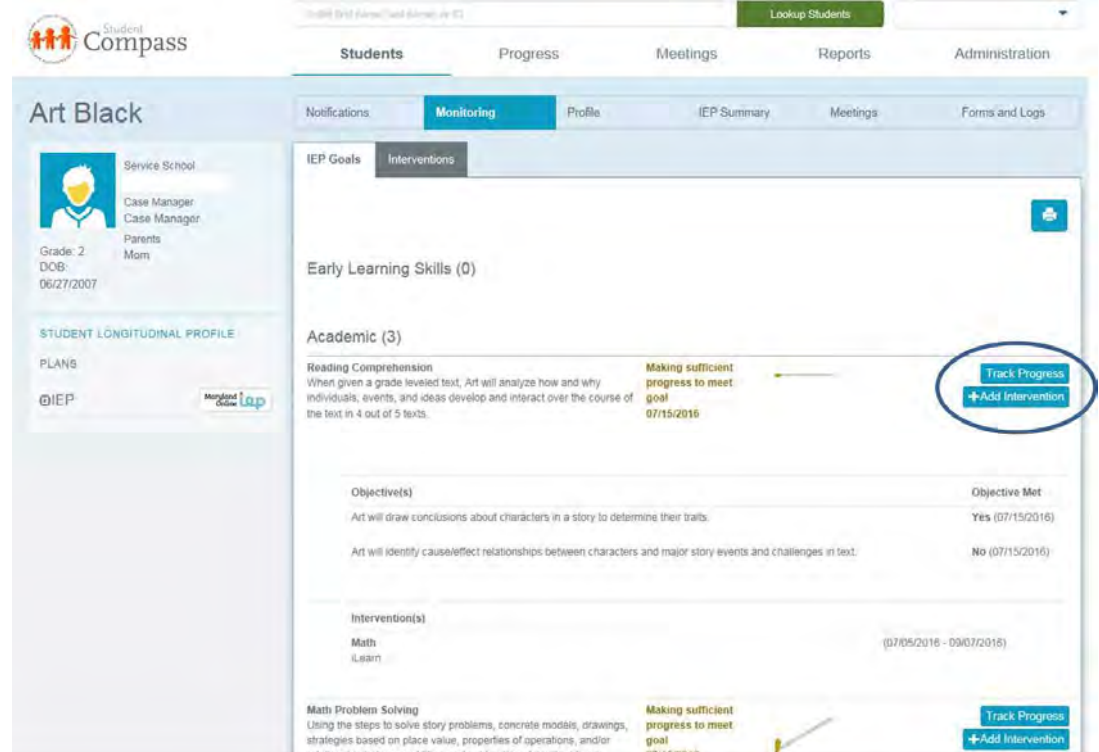 Student
Compass
Lookup Students
Students Progress Meetings Reports Administration
Art Black
Notifications Monitoring Profile IEP Summary Meetings Forms and Logs
Service School
Case Manager
Case Manager
Parents
Mom
Grade: 2
DOB:
06/27/2007
STUDENT LONGITUDINAL PROFILE
PLANS
IEP
Maryland
Online iep
IEP Goals Interventions
Early Learning Skills (0)
Academic (3)
Reading Comprehension
When given a grade leveled text, Art will analyze how and why
individuals, events, and ideas develop and interact over the course of
the text in 4 out of 5 texts.
Making sufficient
progress to meet
goal
07/15/2016
Track Progress
+Add Intervention
Objective(s) Objective Met
Art will draw conclusions about characters in a story to determine their traits. Yes (07/15/2016)
Art will identify cause/effect relationships between characters and major story events and challenges in text. No (07/15/2016)
Intervention(s)
Math (07/05/2016 - 09/07/2016)
iLearn
Math Problem Solving
Using the steps to solve story problems, concrete models, drawings,
strategies based on place value, properties of operations, and/or
Making sufficient
progress to meet
goal
Track Progress
+Add Intervention